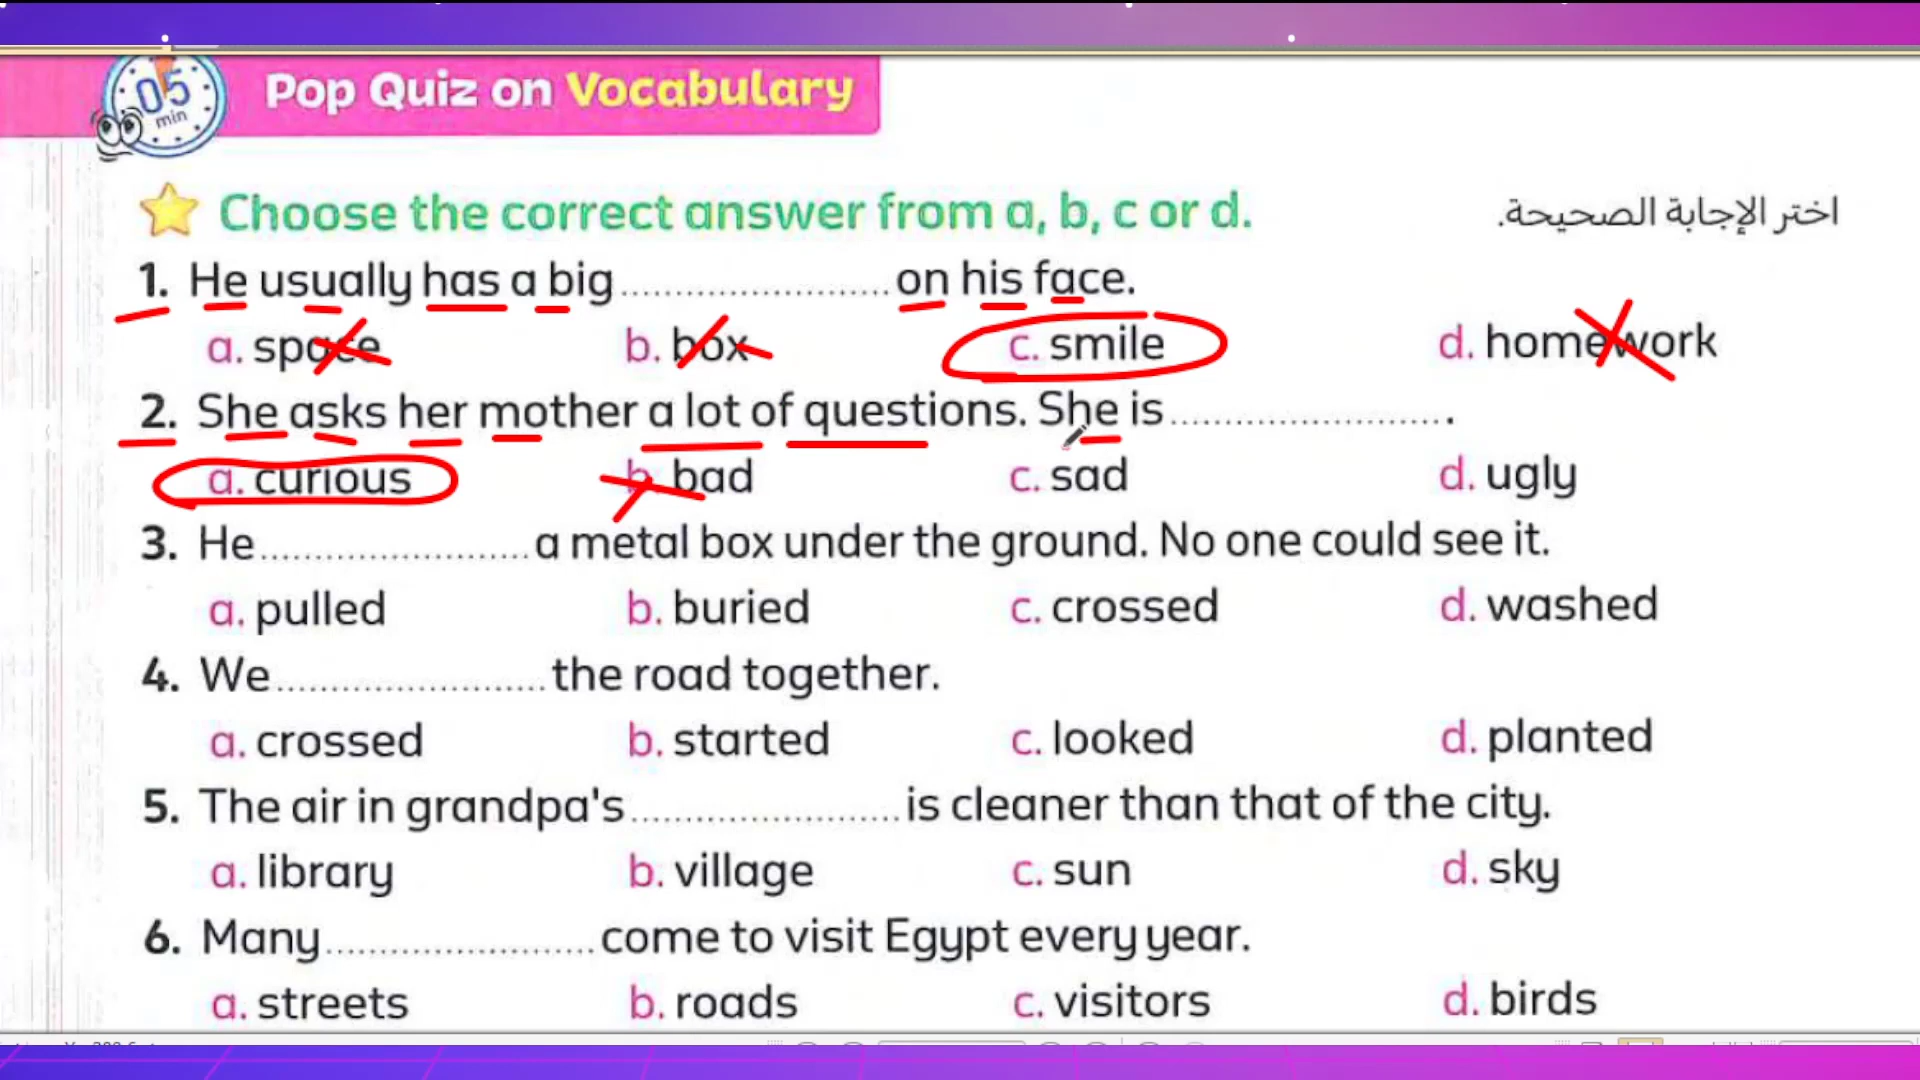 05
min
Pop Quiz on Vocabulary
Choose the correct answer from a, b, c or d.
اختر الإجابة الصحيحة.
1. He usually has a big ........................ on his face.
a. space b. box c. smile d. homework
2. She asks her mother a lot of questions. She is ........................ .
a. curious b. bad c. sad d. ugly
3. He ........................ a metal box under the ground. No one could see it.
a. pulled b. buried c. crossed d. washed
4. We ........................ the road together.
a. crossed b. started c. looked d. planted
5. The air in grandpa's ........................ is cleaner than that of the city.
a. library b. village c. sun d. sky
6. Many ........................ come to visit Egypt every year.
a. streets b. roads c. visitors d. birds